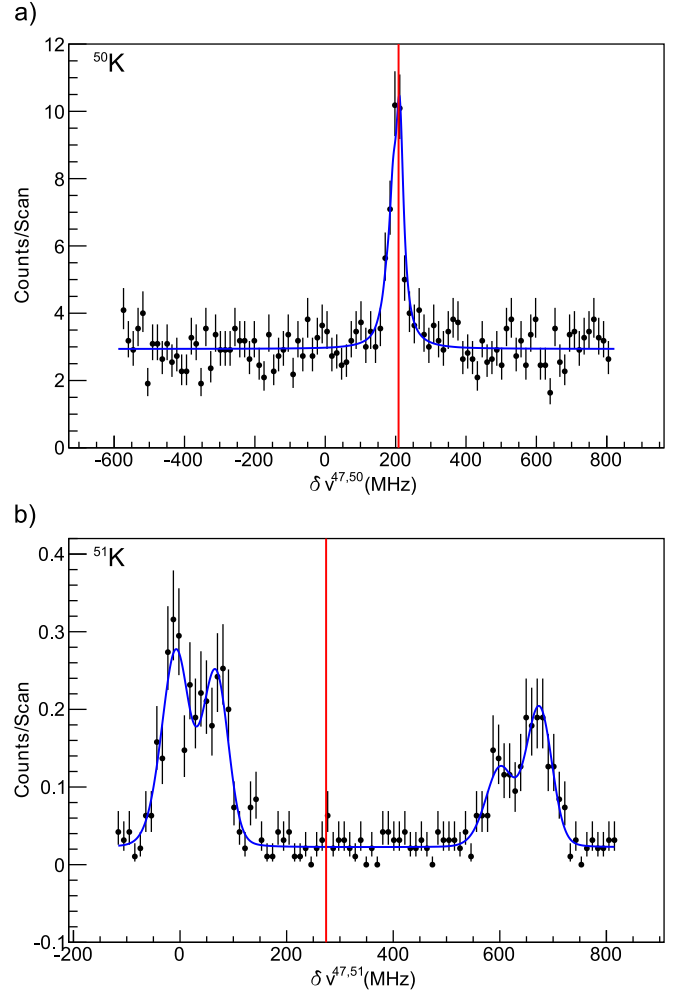 a)
12
10
8
6
4
2
0
⁵⁰K
Counts/Scan
-600 -400 -200 0 200 400 600 800
δ ν⁴⁷,⁵⁰(MHz)
b)
0.4
0.3
0.2
0.1
0
-0.1
⁵¹K
Counts/Scan
-200 0 200 400 600 800
δ ν⁴⁷,⁵¹(MHz)